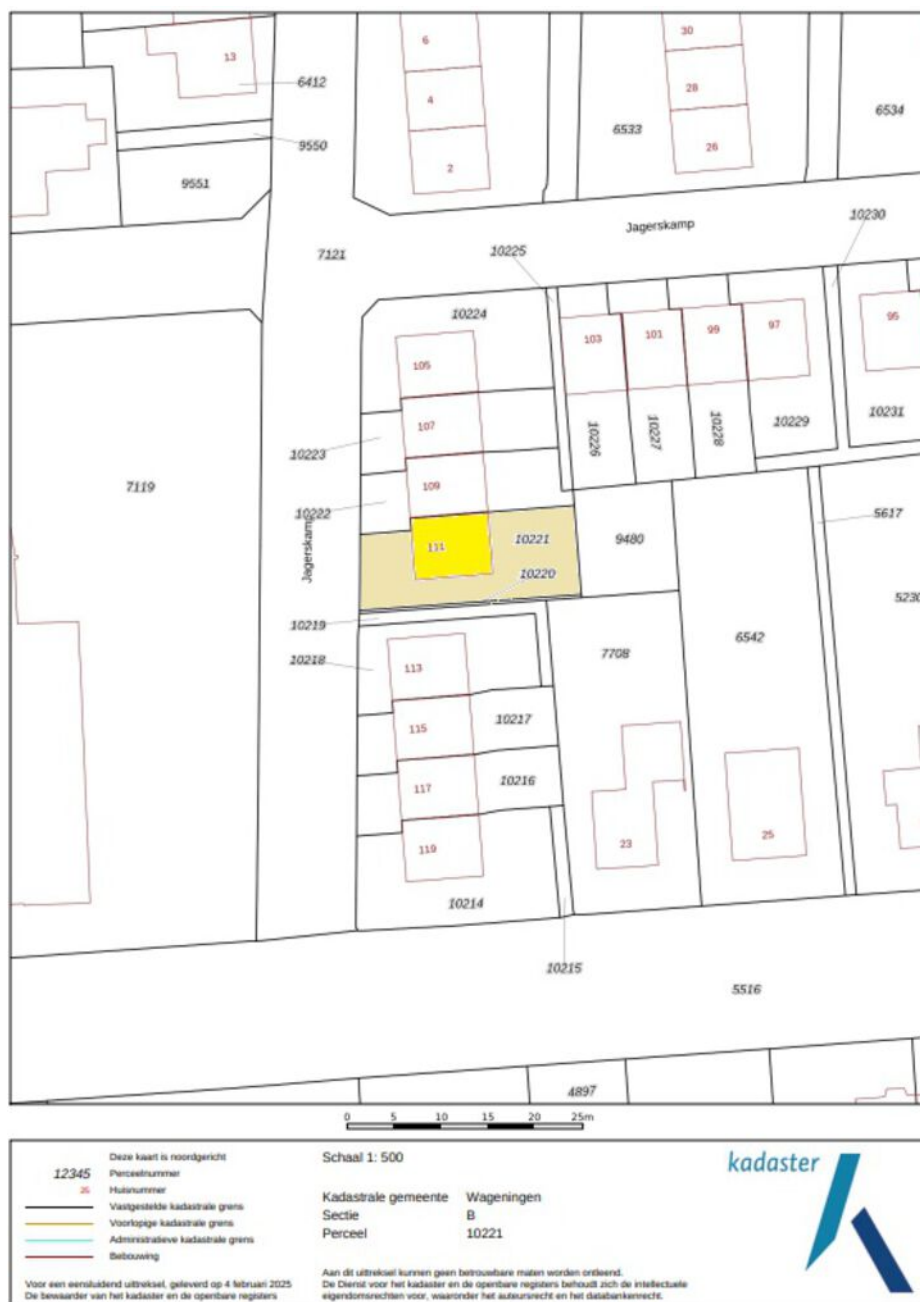 13
6412
9550
9551
6
4
2
30
28
26
6533
6534
7121
Jagerskamp
10225
10230
10224
105
107
109
111
103
101
99
97
95
10226
10227
10228
10229
10231
10223
10222
7119
Jagerskamp
10221
10220
9480
5617
5230
10219
10218
7708
6542
113
115
117
119
10217
10216
10214
23
25
10215
5516
4897
0 5 10 15 20 25m
Deze kaart is noordgericht
12345 Perceelnummer
25 Huisnummer
Vastgestelde kadastrale grens
Voorlopige kadastrale grens
Administratieve kadastrale grens
Bebouwing
Voor een eensluidend uittreksel, geleverd op 4 februari 2025
De bewaarder van het kadaster en de openbare registers
Schaal 1: 500
Kadastrale gemeente Wageningen
Sectie B
Perceel 10221
Aan dit uittreksel kunnen geen betrouwbare maten worden ontleend.
De Dienst voor het kadaster en de openbare registers behoudt zich de intellectuele
eigendomsrechten voor, waaronder het auteursrecht en het databankenrecht.
kadaster